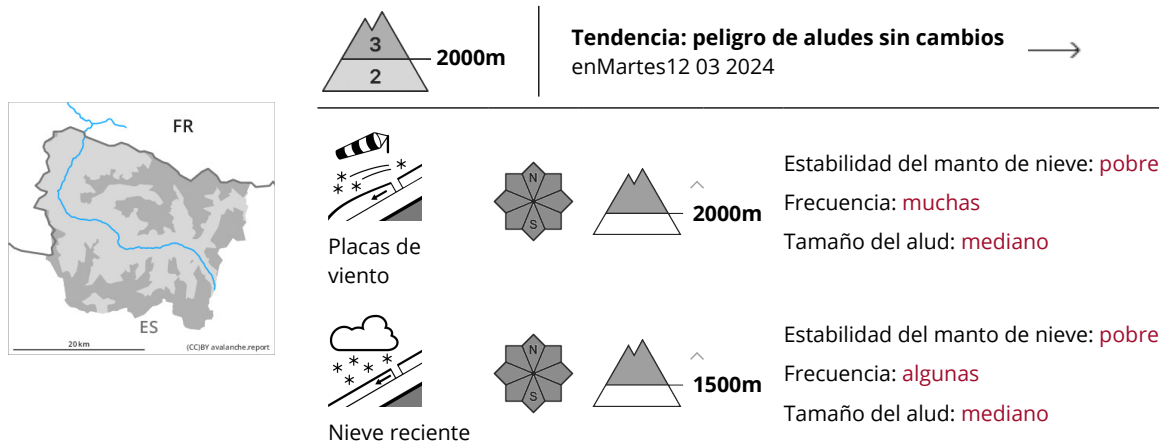 3
2
2000m
Tendencia: peligro de aludes sin cambios
enMartes12 03 2024
FR
ES
20 km
(CC)BY avalanche.report
N
S
2000m
Placas de
viento
Estabilidad del manto de nieve: pobre
Frecuencia: muchas
Tamaño del alud: mediano
N
S
1500m
Nieve reciente
Estabilidad del manto de nieve: pobre
Frecuencia: algunas
Tamaño del alud: mediano